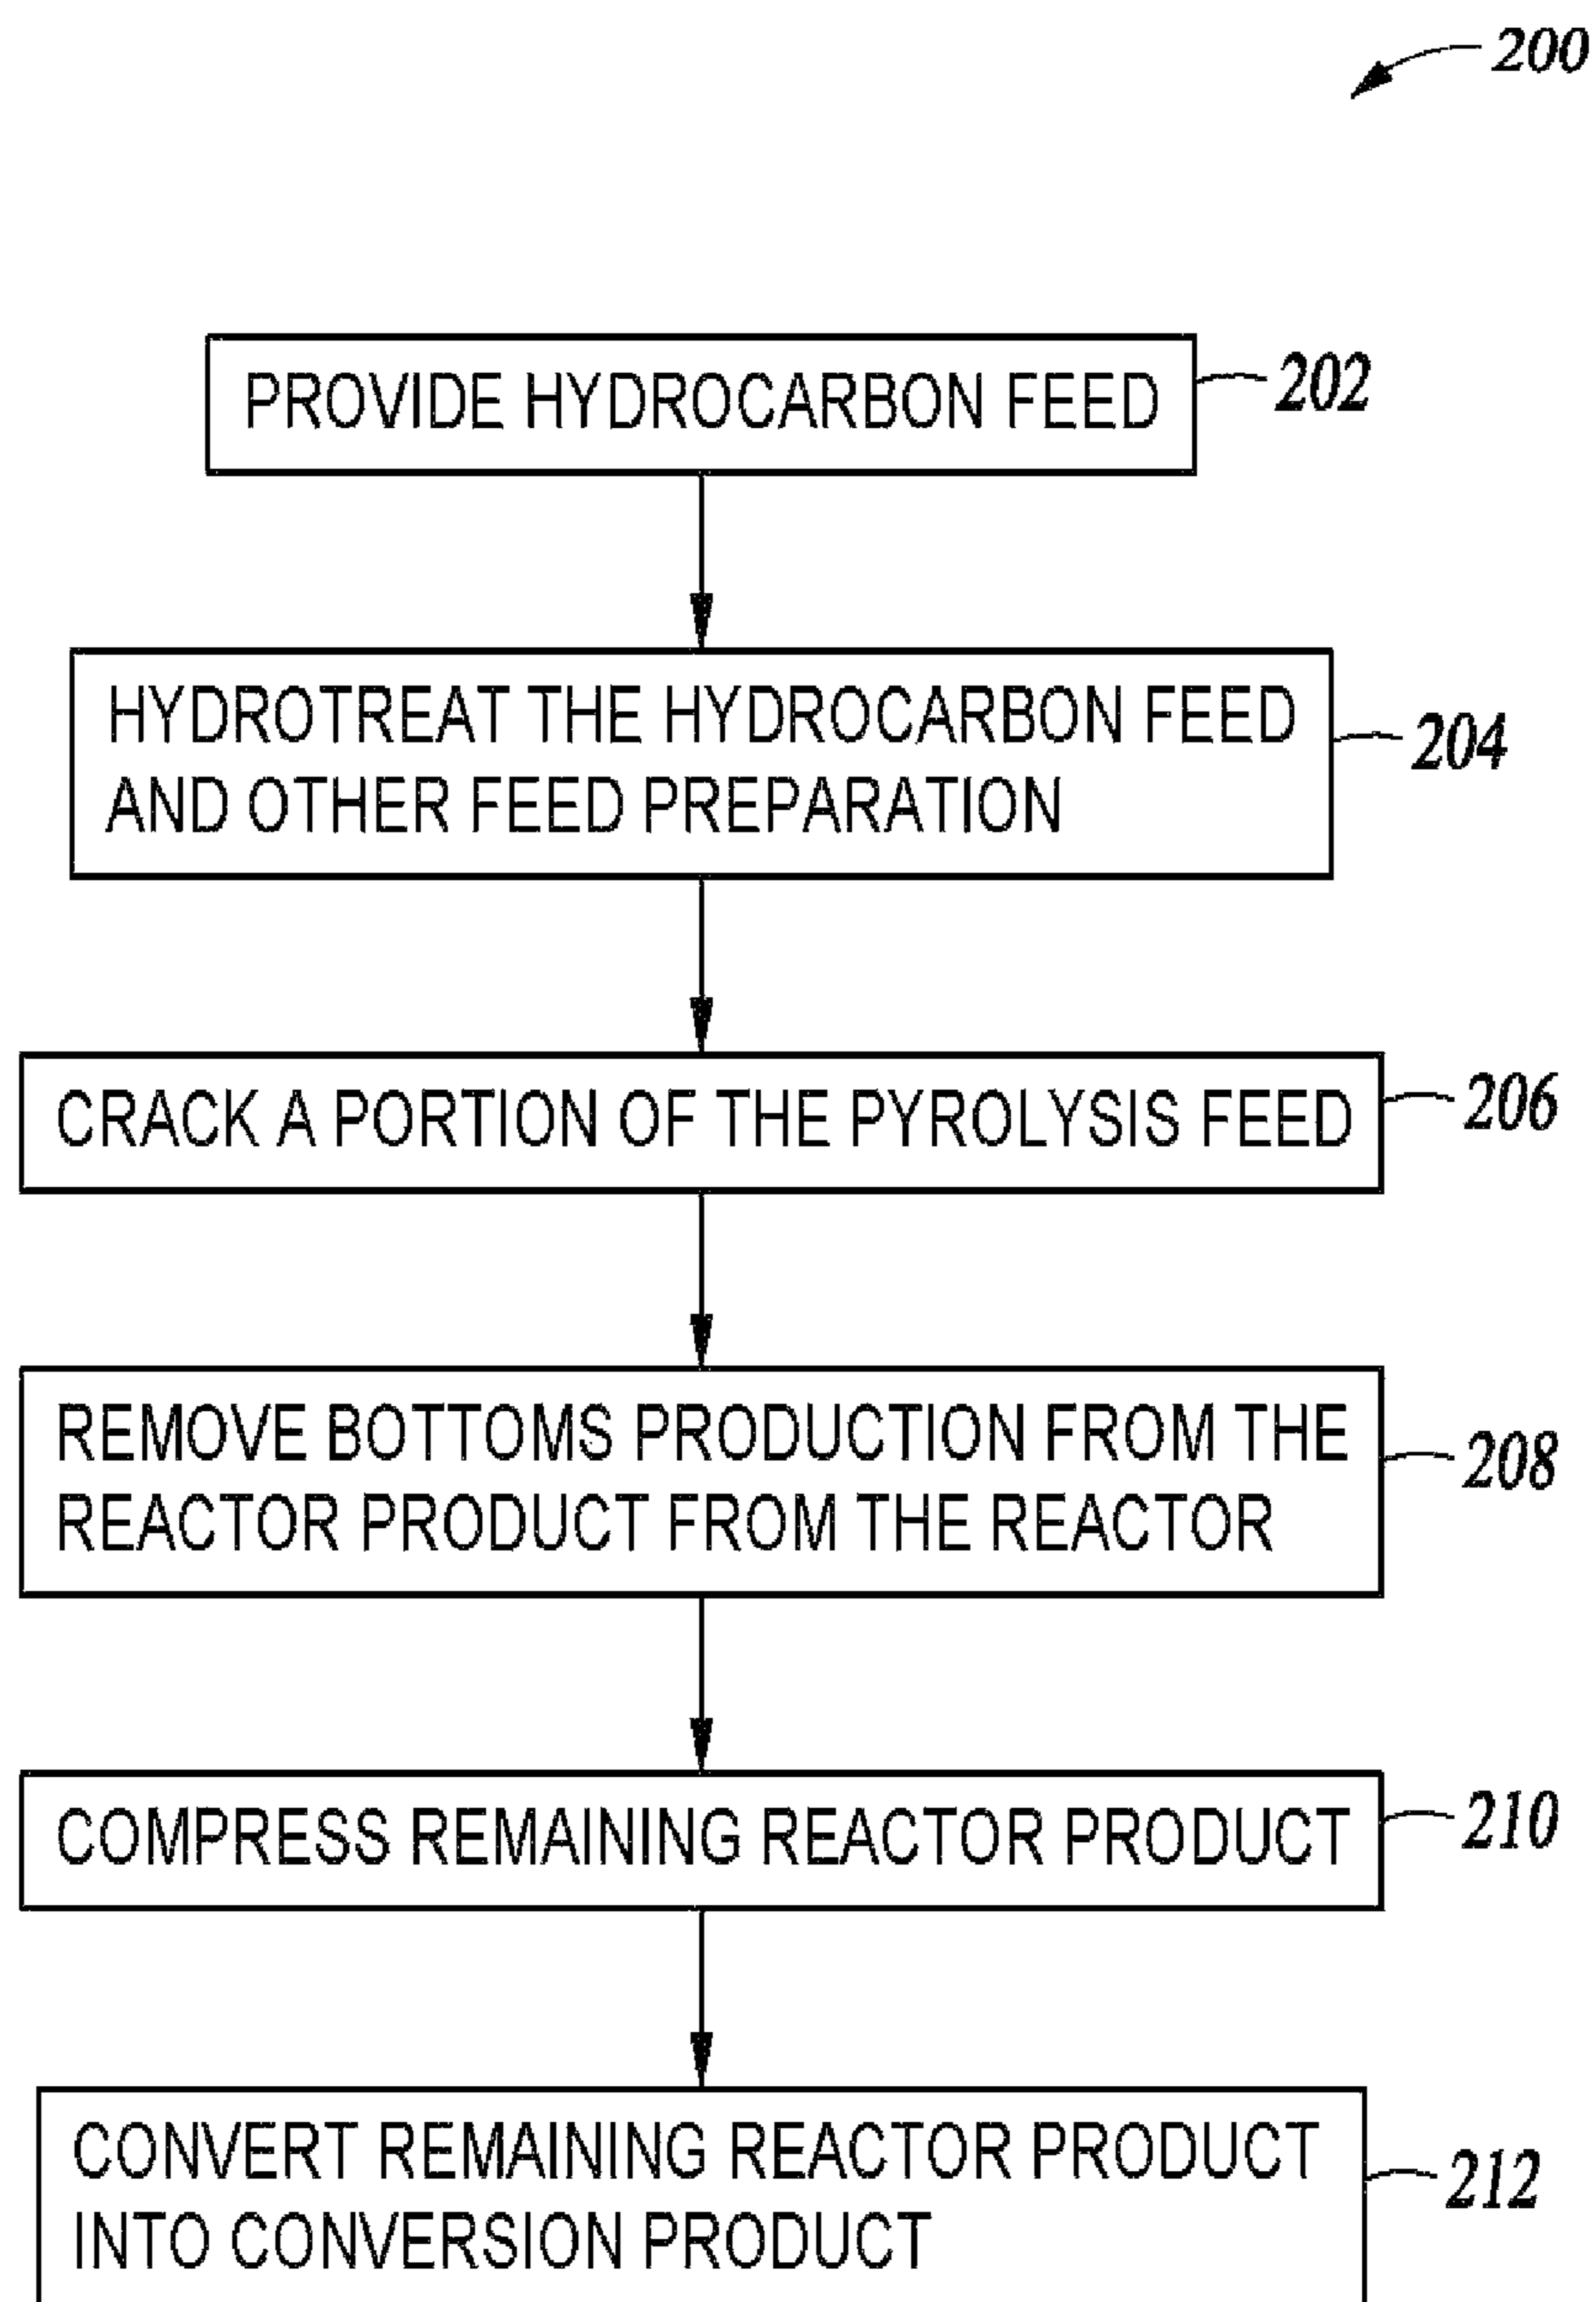 200
PROVIDE HYDROCARBON FEED
202
HYDROTREAT THE HYDROCARBON FEED
AND OTHER FEED PREPARATION
204
CRACK A PORTION OF THE PYROLYSIS FEED
206
REMOVE BOTTOMS PRODUCTION FROM THE
REACTOR PRODUCT FROM THE REACTOR
208
COMPRESS REMAINING REACTOR PRODUCT
210
CONVERT REMAINING REACTOR PRODUCT
INTO CONVERSION PRODUCT
212